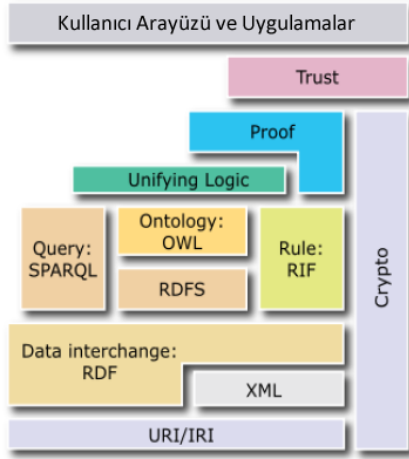 Kullanıcı Arayüzü ve Uygulamalar
Trust
Proof
Unifying Logic
Query:
SPARQL
Ontology:
OWL
RDFS
Rule:
RIF
Crypto
Data interchange:
RDF
XML
URI/IRI